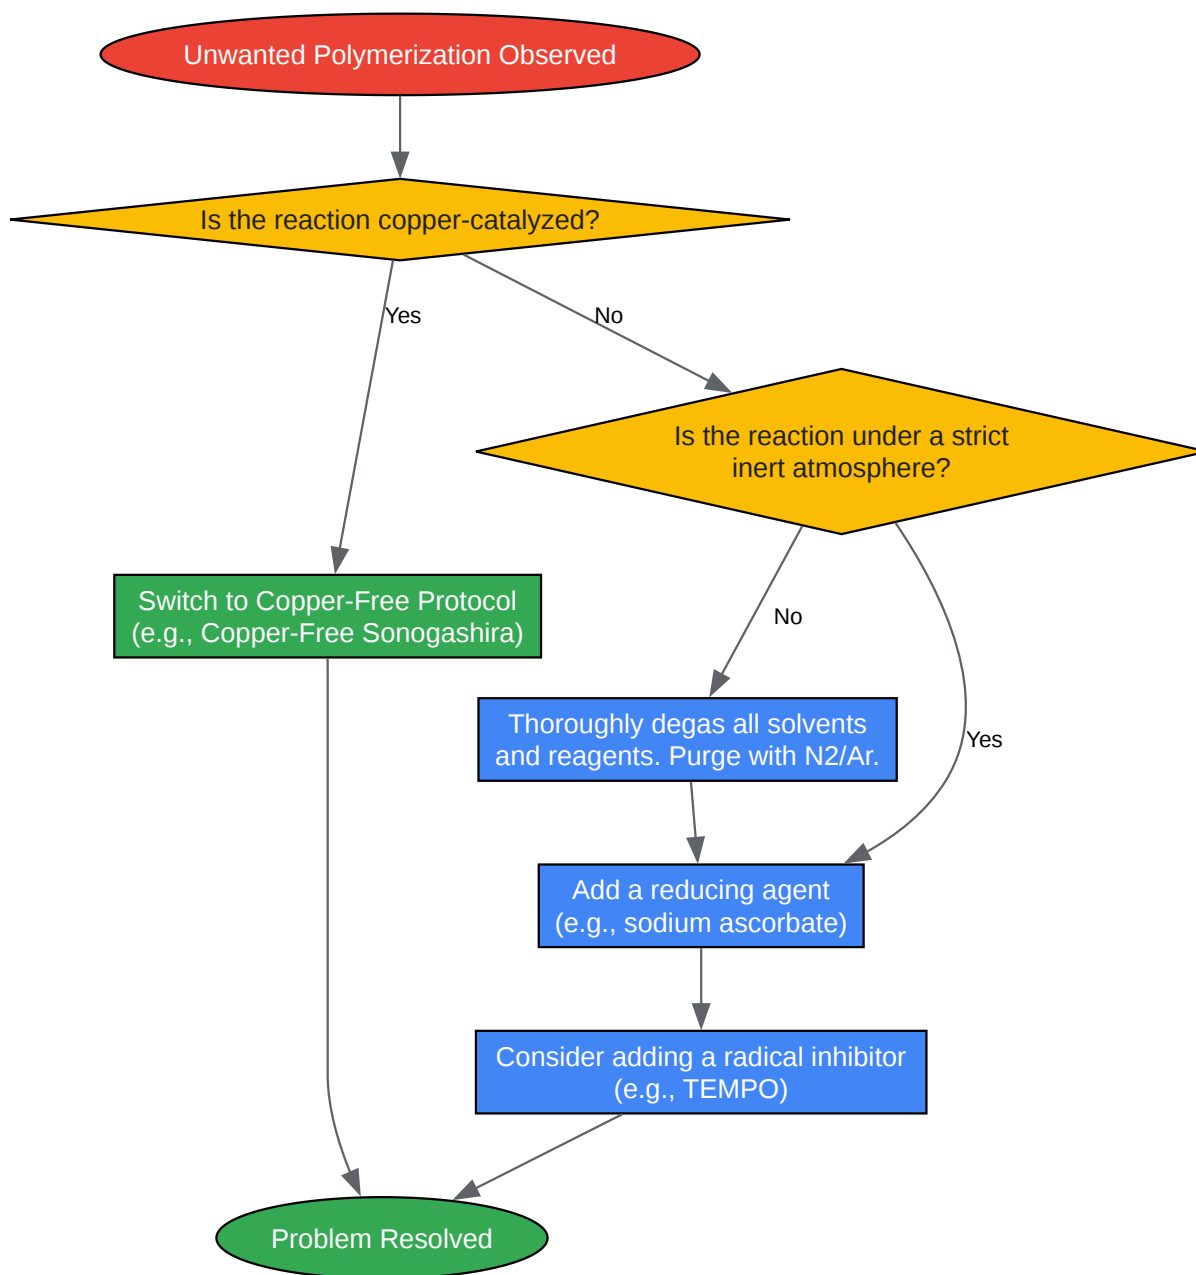 Unwanted Polymerization Observed
Is the reaction copper-catalyzed?
Yes
No
Is the reaction under a strict
inert atmosphere?
Switch to Copper-Free Protocol
(e.g., Copper-Free Sonogashira)
No
Thoroughly degas all solvents
and reagents. Purge with N2/Ar.
Yes
Add a reducing agent
(e.g., sodium ascorbate)
Consider adding a radical inhibitor
(e.g., TEMPO)
Problem Resolved